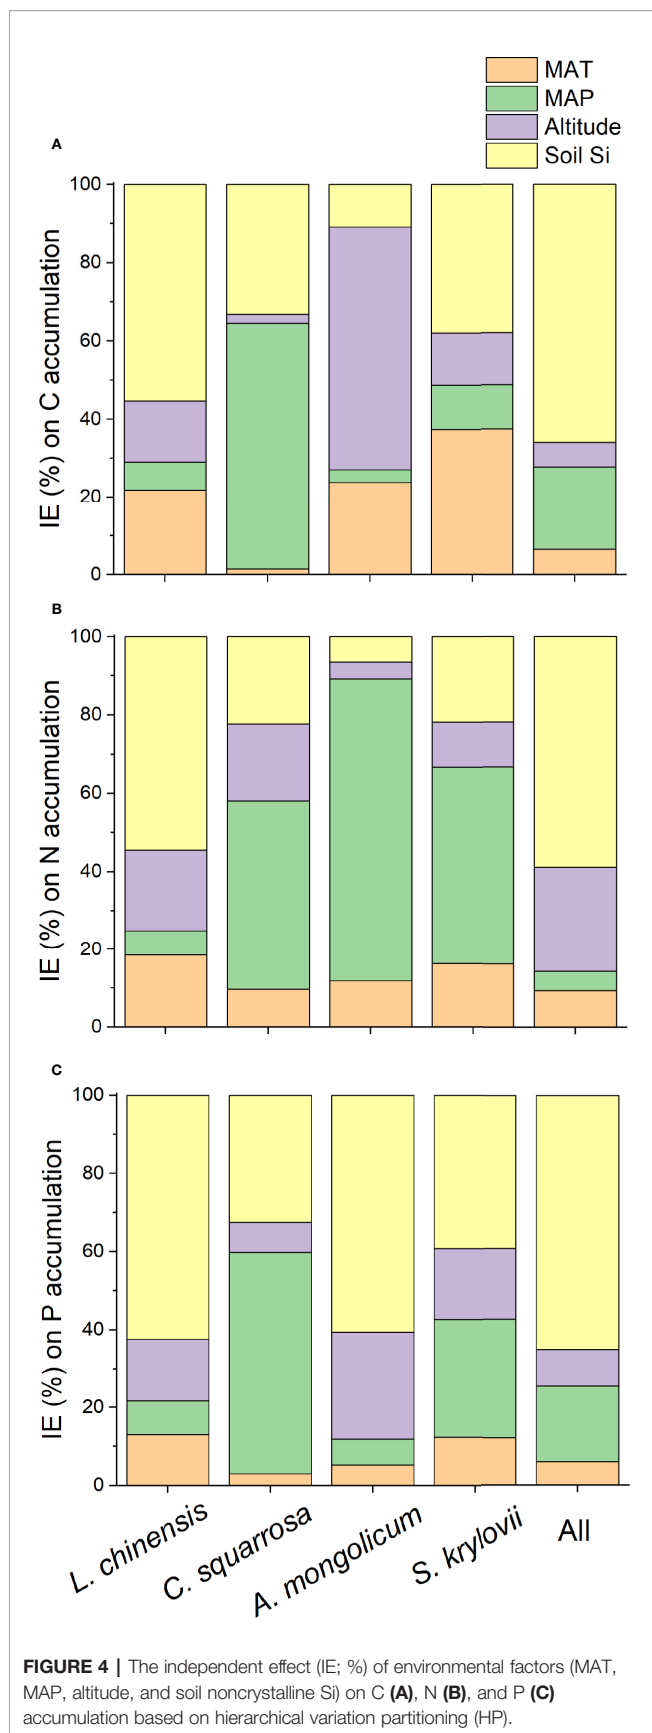 MAT
MAP
Altitude
Soil Si
A
100
80
60
40
20
0
IE (%) on C accumulation
B
100
80
60
40
20
0
IE (%) on N accumulation
C
100
80
60
40
20
0
IE (%) on P accumulation
L. chinensis
C. squarrosa
A. mongolicum
S. krylovii
All
FIGURE 4 | The independent effect (IE; %) of environmental factors (MAT,
MAP, altitude, and soil noncrystalline Si) on C (A), N (B), and P (C)
accumulation based on hierarchical variation partitioning (HP).